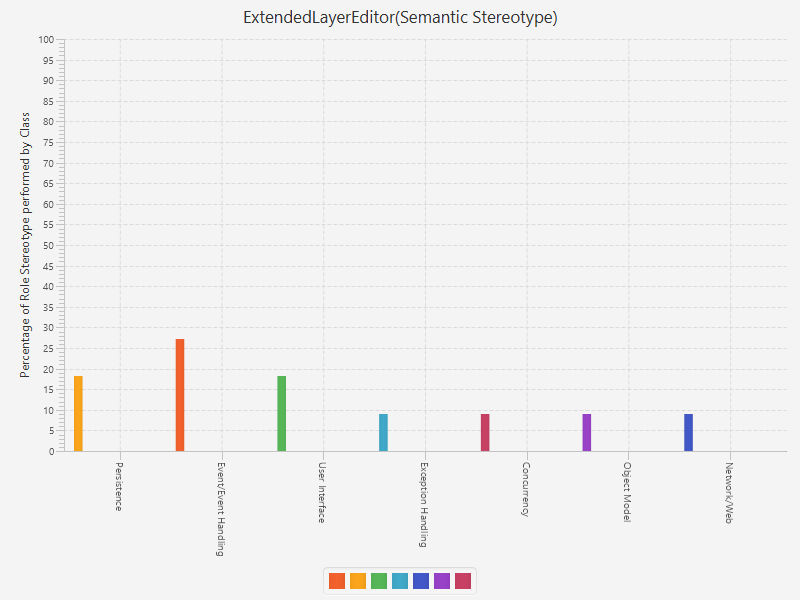 ExtendedLayerEditor(Semantic Stereotype)
Percentage of Role Stereotype performed by Class
100
95
90
85
80
75
70
65
60
55
50
45
40
35
30
25
20
15
10
5
0
Persistence
Event/Event Handling
User Interface
Exception Handling
Concurrency
Object Model
Network/Web